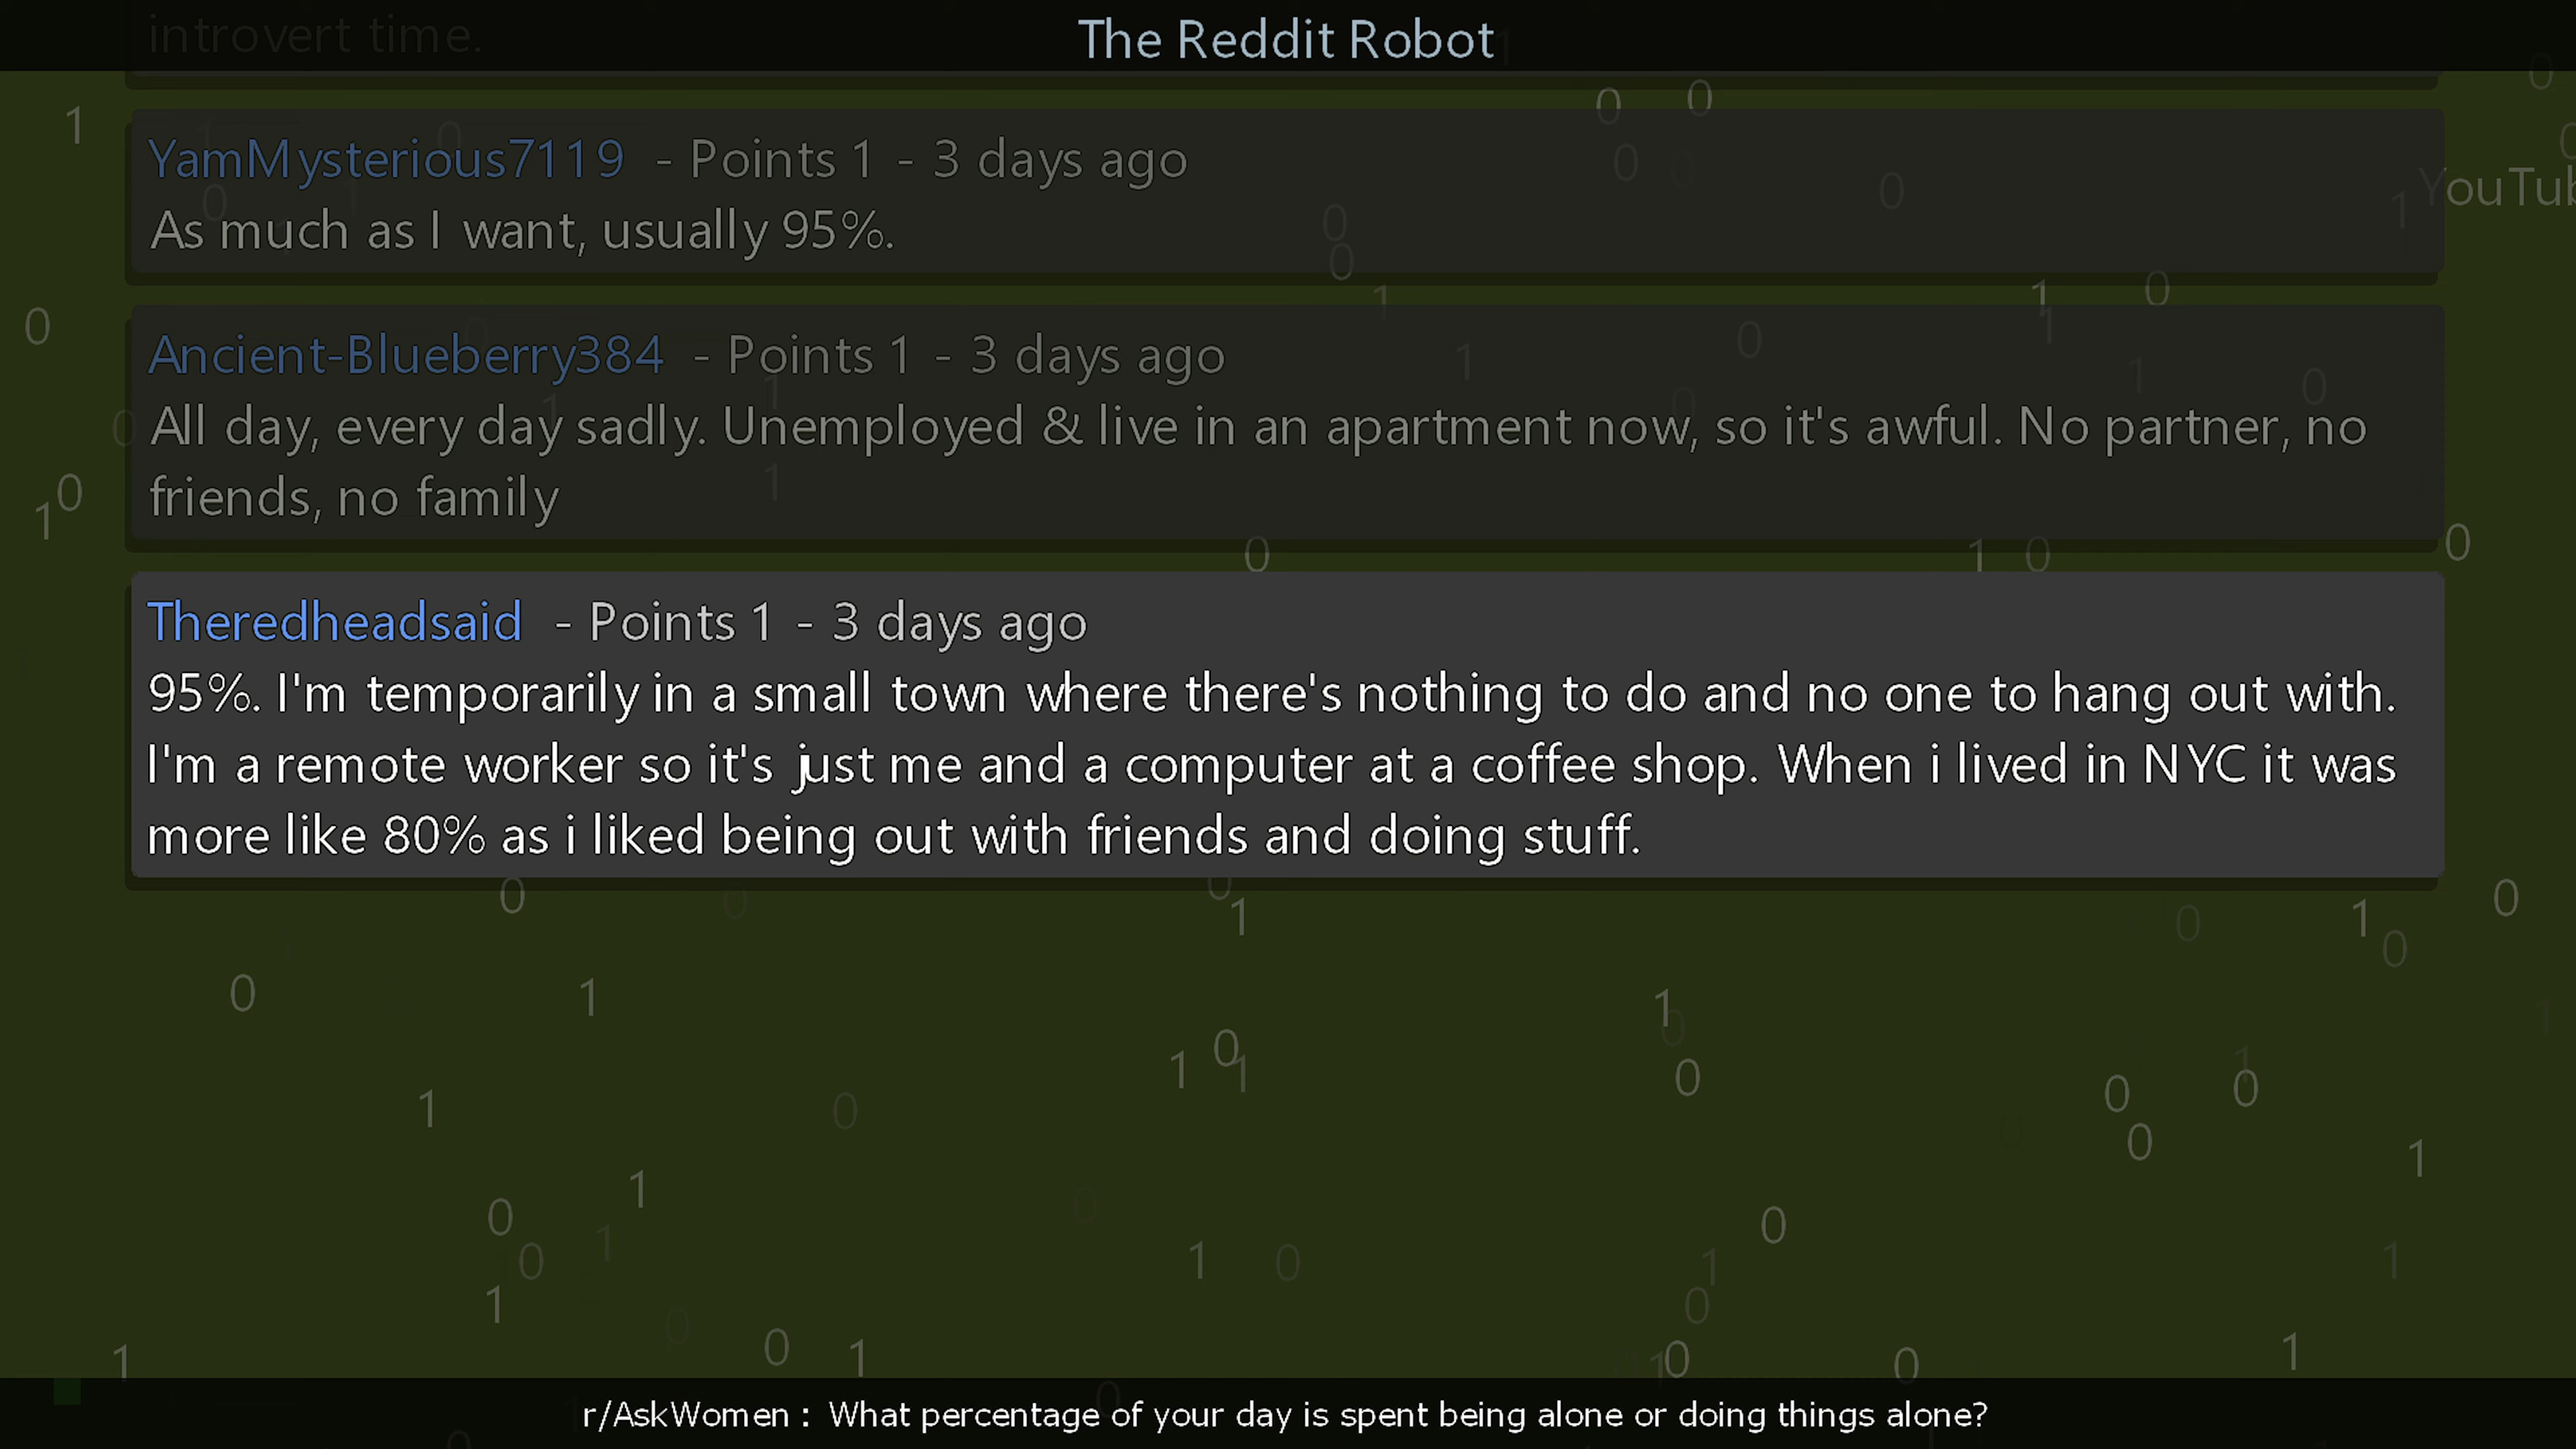 The Reddit Robot
introvert time.
YamMysterious7119 - Points 1 - 3 days ago
As much as I want, usually 95%.
YouTub
Ancient-Blueberry384 - Points 1 - 3 days ago
All day, every day sadly. Unemployed & live in an apartment now, so it's awful. No partner, no
friends, no family
Theredheadsaid - Points 1 - 3 days ago
95%. I'm temporarily in a small town where there's nothing to do and no one to hang out with.
I'm a remote worker so it's just me and a computer at a coffee shop. When i lived in NYC it was
more like 80% as i liked being out with friends and doing stuff.
r/AskWomen : What percentage of your day is spent being alone or doing things alone?